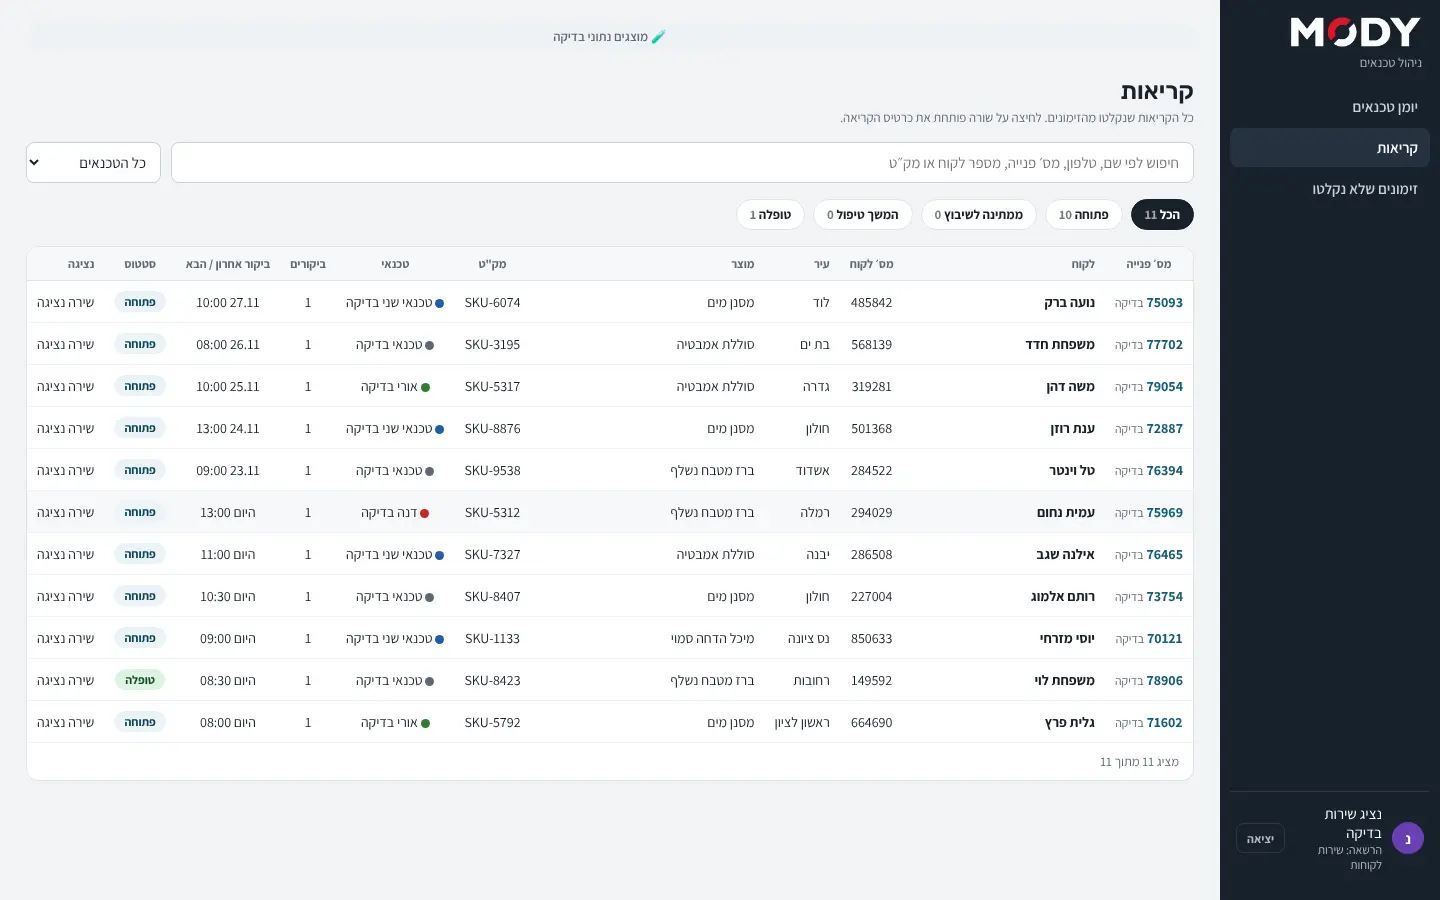 MODY
ניהול טכנאים
יומן טכנאים
קריאות
זימונים שלא נקלטו
🧪 מוצגים נתוני בדיקה
קריאות
כל הקריאות שנקלטו מהזימונים. לחיצה על שורה פותחת את כרטיס הקריאה.
חיפוש לפי שם, טלפון, מס׳ פנייה, מספר לקוח או מק״ט
כל הטכנאים
הכל 11 פתוחה 10 ממתינה לשיבוץ 0 המשך טיפול 0 טופלה 1
מס׳ פנייה לקוח מס׳ לקוח עיר מוצר מק"ט טכנאי ביקורים ביקור אחרון / הבא סטטוס נציגה
75093 בדיקה נועה ברק 485842 לוד מסנן מים SKU-6074 טכנאי שני בדיקה 1 27.11 10:00 פתוחה שירה נציגה
77702 בדיקה משפחת חדד 568139 בת ים סוללת אמבטיה SKU-3195 טכנאי בדיקה 1 26.11 08:00 פתוחה שירה נציגה
79054 בדיקה משה דהן 319281 גדרה סוללת אמבטיה SKU-5317 אורי בדיקה 1 25.11 10:00 פתוחה שירה נציגה
72887 בדיקה ענת רוזן 501368 חולון מסנן מים SKU-8876 טכנאי שני בדיקה 1 24.11 13:00 פתוחה שירה נציגה
76394 בדיקה טל וינטר 284522 אשדוד ברז מטבח נשלף SKU-9538 טכנאי בדיקה 1 23.11 09:00 פתוחה שירה נציגה
75969 בדיקה עמית נחום 294029 רמלה ברז מטבח נשלף SKU-5312 דנה בדיקה 1 היום 13:00 פתוחה שירה נציגה
76465 בדיקה אילנה שגב 286508 יבנה סוללת אמבטיה SKU-7327 טכנאי שני בדיקה 1 היום 11:00 פתוחה שירה נציגה
73754 בדיקה רותם אלמוג 227004 חולון מסנן מים SKU-8407 טכנאי בדיקה 1 היום 10:30 פתוחה שירה נציגה
70121 בדיקה יוסי מזרחי 850633 נס ציונה מיכל הדחה סמוי SKU-1133 טכנאי שני בדיקה 1 היום 09:00 פתוחה שירה נציגה
78906 בדיקה משפחת לוי 149592 רחובות ברז מטבח נשלף SKU-8423 טכנאי בדיקה 1 היום 08:30 טופלה שירה נציגה
71602 בדיקה גלית פרץ 664690 ראשון לציון מסנן מים SKU-5792 אורי בדיקה 1 היום 08:00 פתוחה שירה נציגה
מציג 11 מתוך 11
נ
נציג שירות
בדיקה
הרשאה: שירות
לקוחות
יציאה